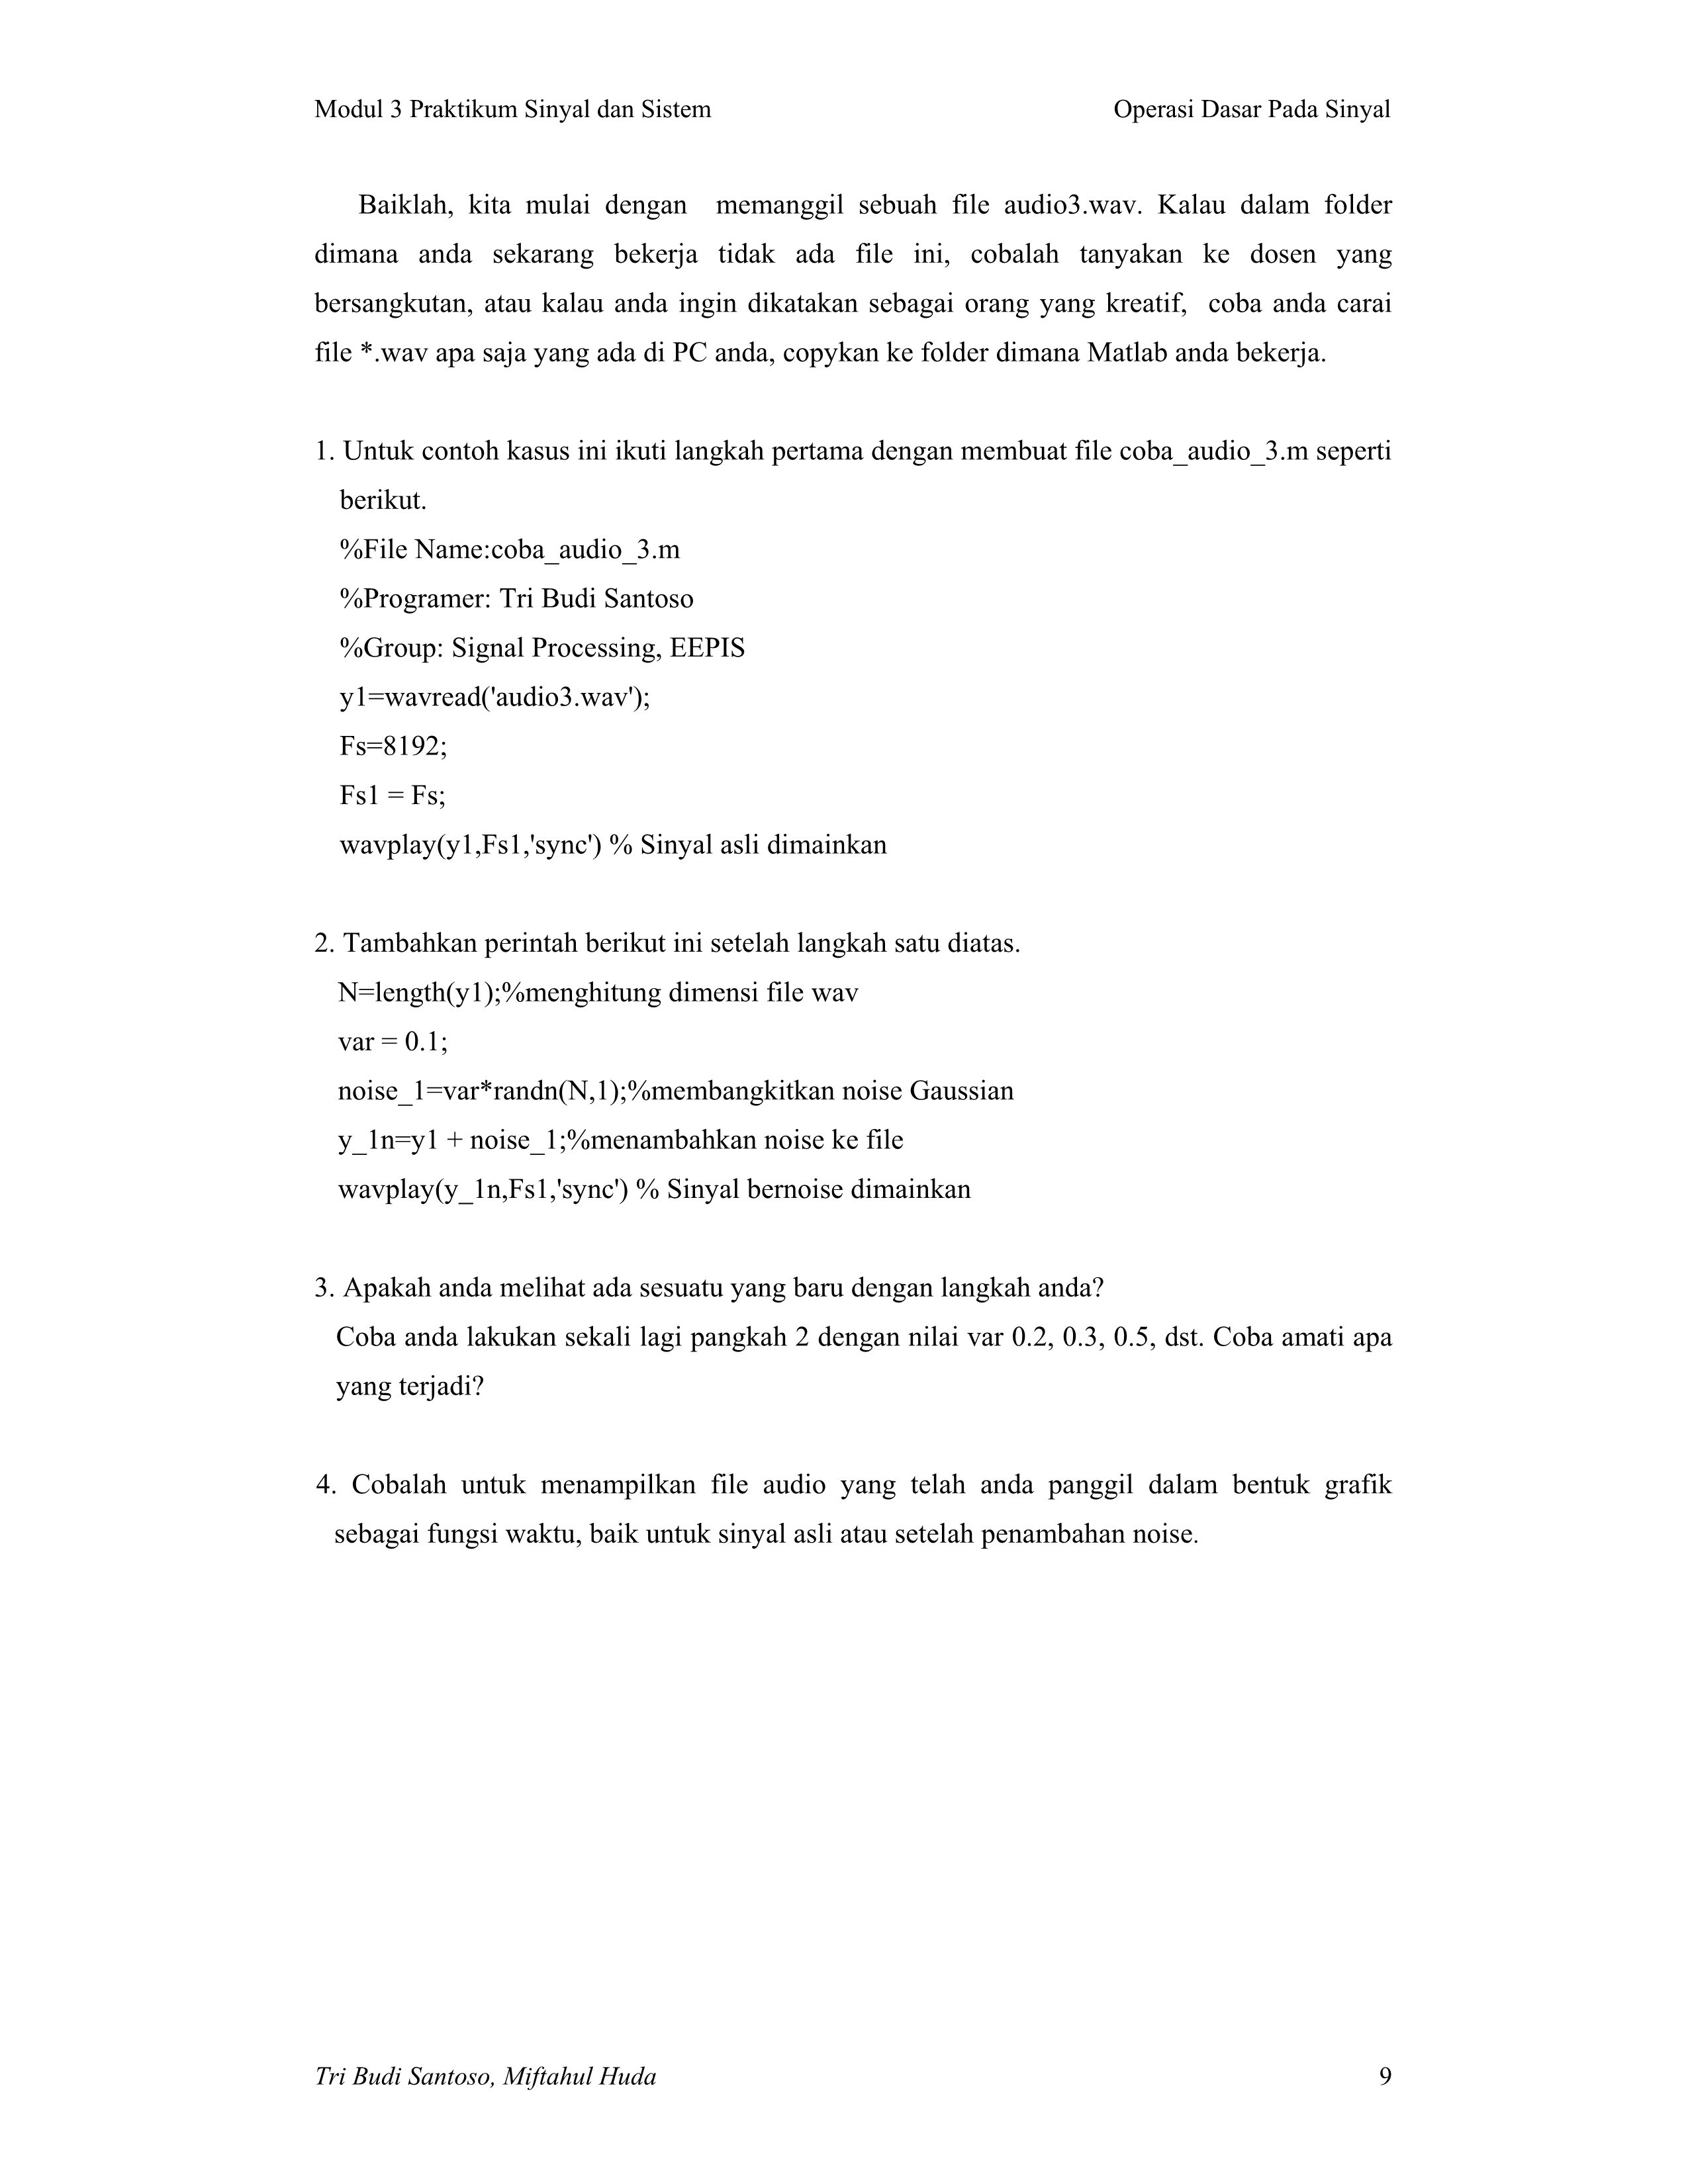 Modul 3 Praktikum Sinyal dan Sistem Operasi Dasar Pada Sinyal
Baiklah, kita mulai dengan memanggil sebuah file audio3.wav. Kalau dalam folder
dimana anda sekarang bekerja tidak ada file ini, cobalah tanyakan ke dosen yang
bersangkutan, atau kalau anda ingin dikatakan sebagai orang yang kreatif, coba anda carai
file *.wav apa saja yang ada di PC anda, copykan ke folder dimana Matlab anda bekerja.
1. Untuk contoh kasus ini ikuti langkah pertama dengan membuat file coba_audio_3.m seperti
berikut.
%File Name:coba_audio_3.m
%Programer: Tri Budi Santoso
%Group: Signal Processing, EEPIS
y1=wavread('audio3.wav');
Fs=8192;
Fs1 = Fs;
wavplay(y1,Fs1,'sync') % Sinyal asli dimainkan
2. Tambahkan perintah berikut ini setelah langkah satu diatas.
N=length(y1);%menghitung dimensi file wav
var = 0.1;
noise_1=var*randn(N,1);%membangkitkan noise Gaussian
y_1n=y1 + noise_1;%menambahkan noise ke file
wavplay(y_1n,Fs1,'sync') % Sinyal bernoise dimainkan
3. Apakah anda melihat ada sesuatu yang baru dengan langkah anda?
Coba anda lakukan sekali lagi pangkah 2 dengan nilai var 0.2, 0.3, 0.5, dst. Coba amati apa
yang terjadi?
4. Cobalah untuk menampilkan file audio yang telah anda panggil dalam bentuk grafik
sebagai fungsi waktu, baik untuk sinyal asli atau setelah penambahan noise.
Tri Budi Santoso, Miftahul Huda 9